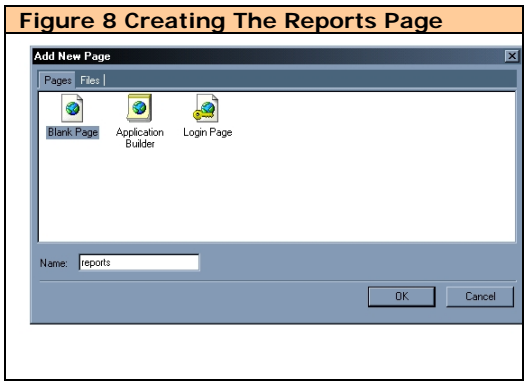 Figure 8 Creating The Reports Page
Add New Page
Pages Files
Blank Page Application Builder Login Page
Name: reports
OK Cancel